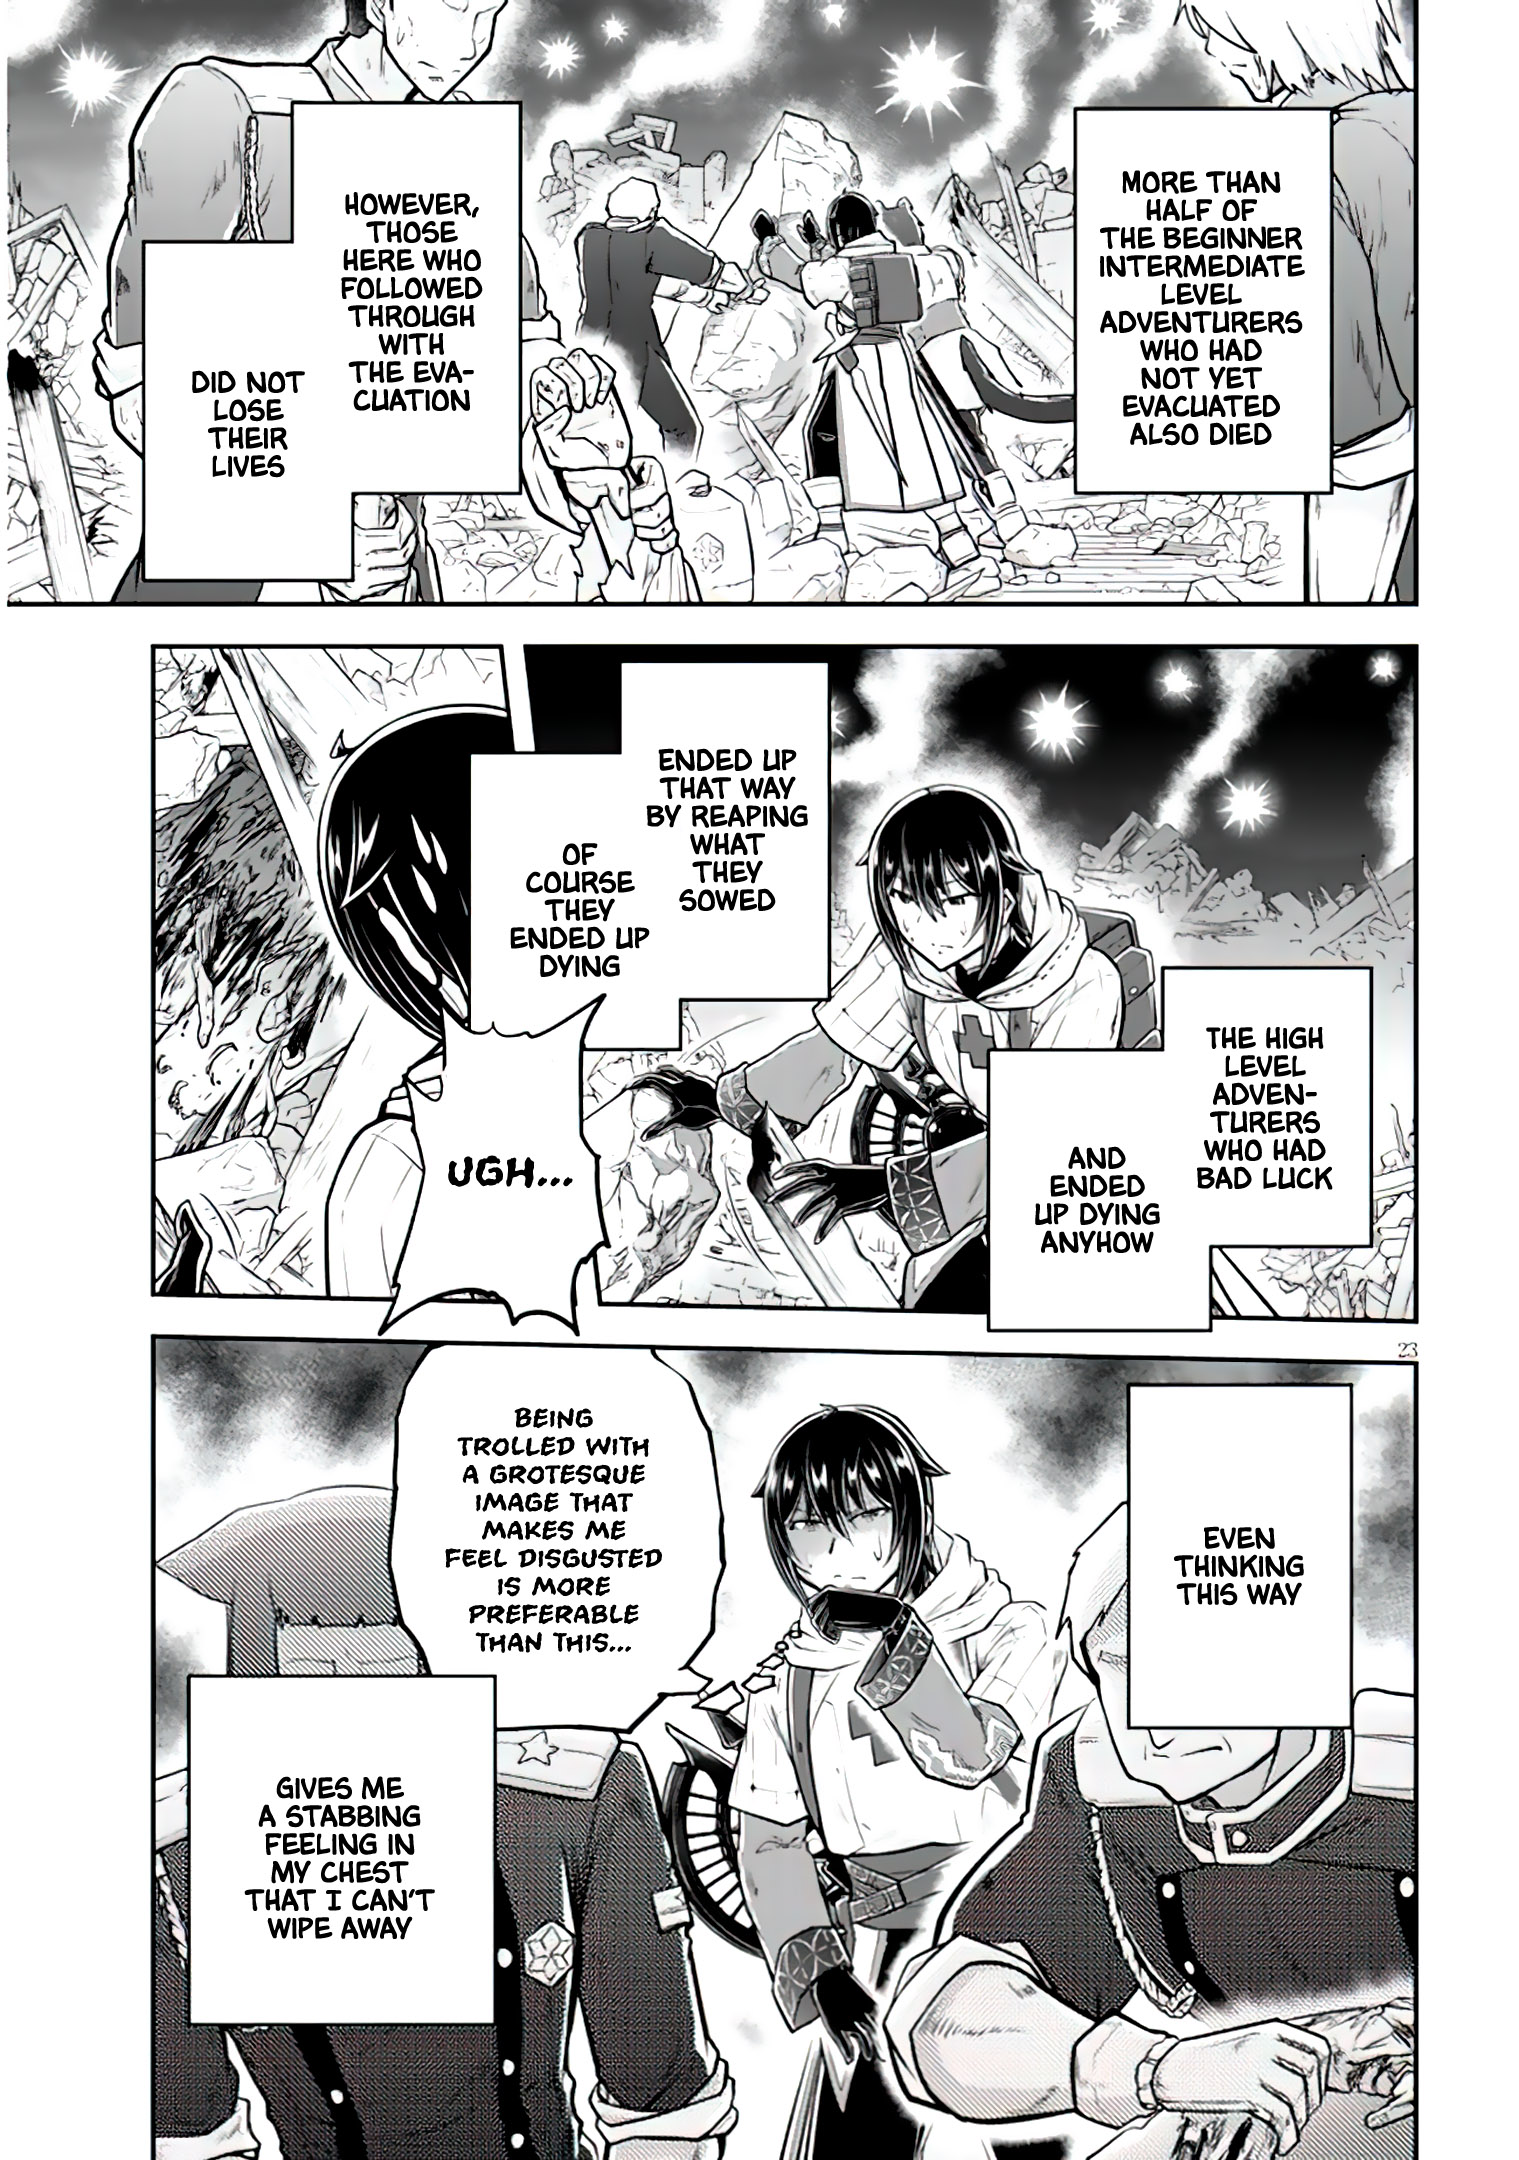 MORE THAN
HALF OF
THE BEGINNER
INTERMEDIATE
LEVEL
ADVENTURERS
WHO HAD
NOT YET
EVACUATED
ALSO DIED
HOWEVER,
THOSE
HERE WHO
FOLLOWED
THROUGH
WITH
THE EVA-
CUATION
DID NOT
LOSE
THEIR
LIVES
THE HIGH
LEVEL
ADVEN-
TURERS
WHO HAD
BAD LUCK
AND
ENDED
UP DYING
ANYHOW
ENDED UP
THAT WAY
BY REAPING
WHAT
THEY
SOWED
OF
COURSE
THEY
ENDED UP
DYING
UGH...
23
EVEN
THINKING
THIS WAY
BEING
TROLLED WITH
A GROTESQUE
IMAGE THAT
MAKES ME
FEEL DISGUSTED
IS MORE
PREFERABLE
THAN THIS...
GIVES ME
A STABBING
FEELING IN
MY CHEST
THAT I CAN'T
WIPE AWAY